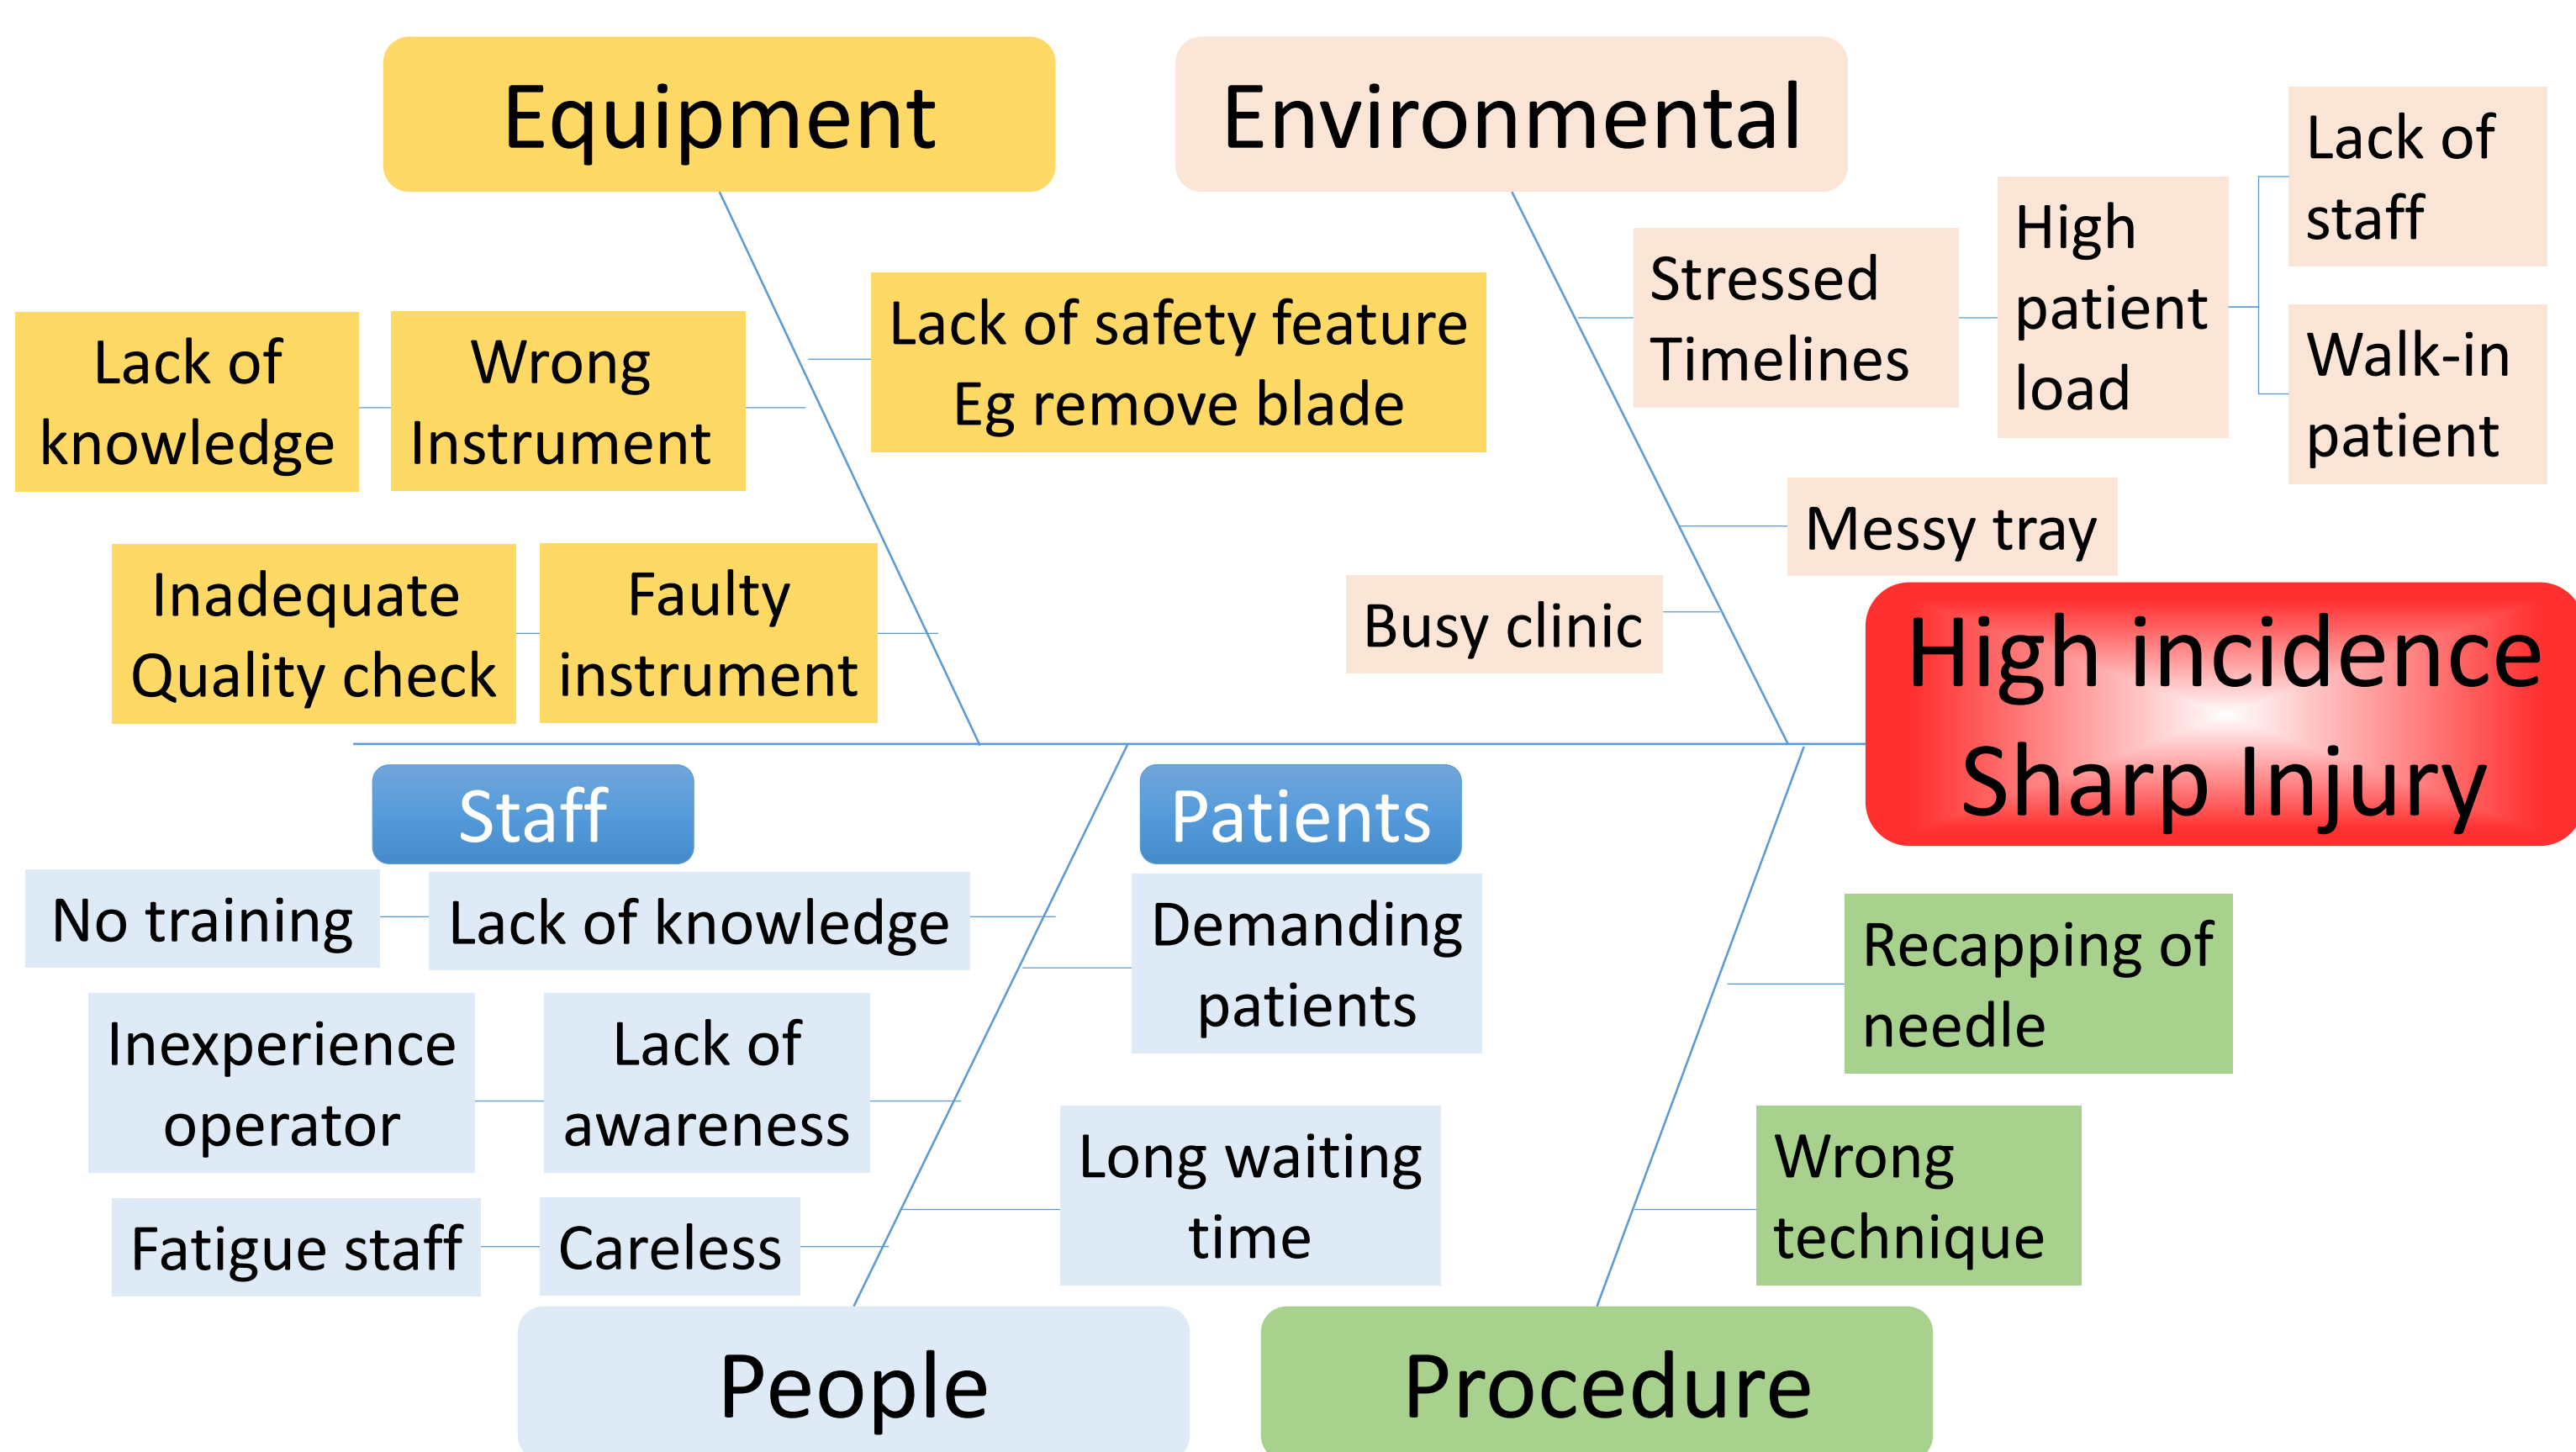 Equipment
Environmental
Lack of
knowledge
Wrong
Instrument
Lack of safety feature
Eg remove blade
Inadequate
Quality check
Faulty
instrument
Stressed
Timelines
High
patient
load
Lack of
staff
Walk-in
patient
Messy tray
Busy clinic
High incidence
Sharp Injury
Staff
No training
Lack of knowledge
Inexperience
operator
Lack of
awareness
Fatigue staff
Careless
Patients
Demanding
patients
Long waiting
time
Recapping of
needle
Wrong
technique
People
Procedure